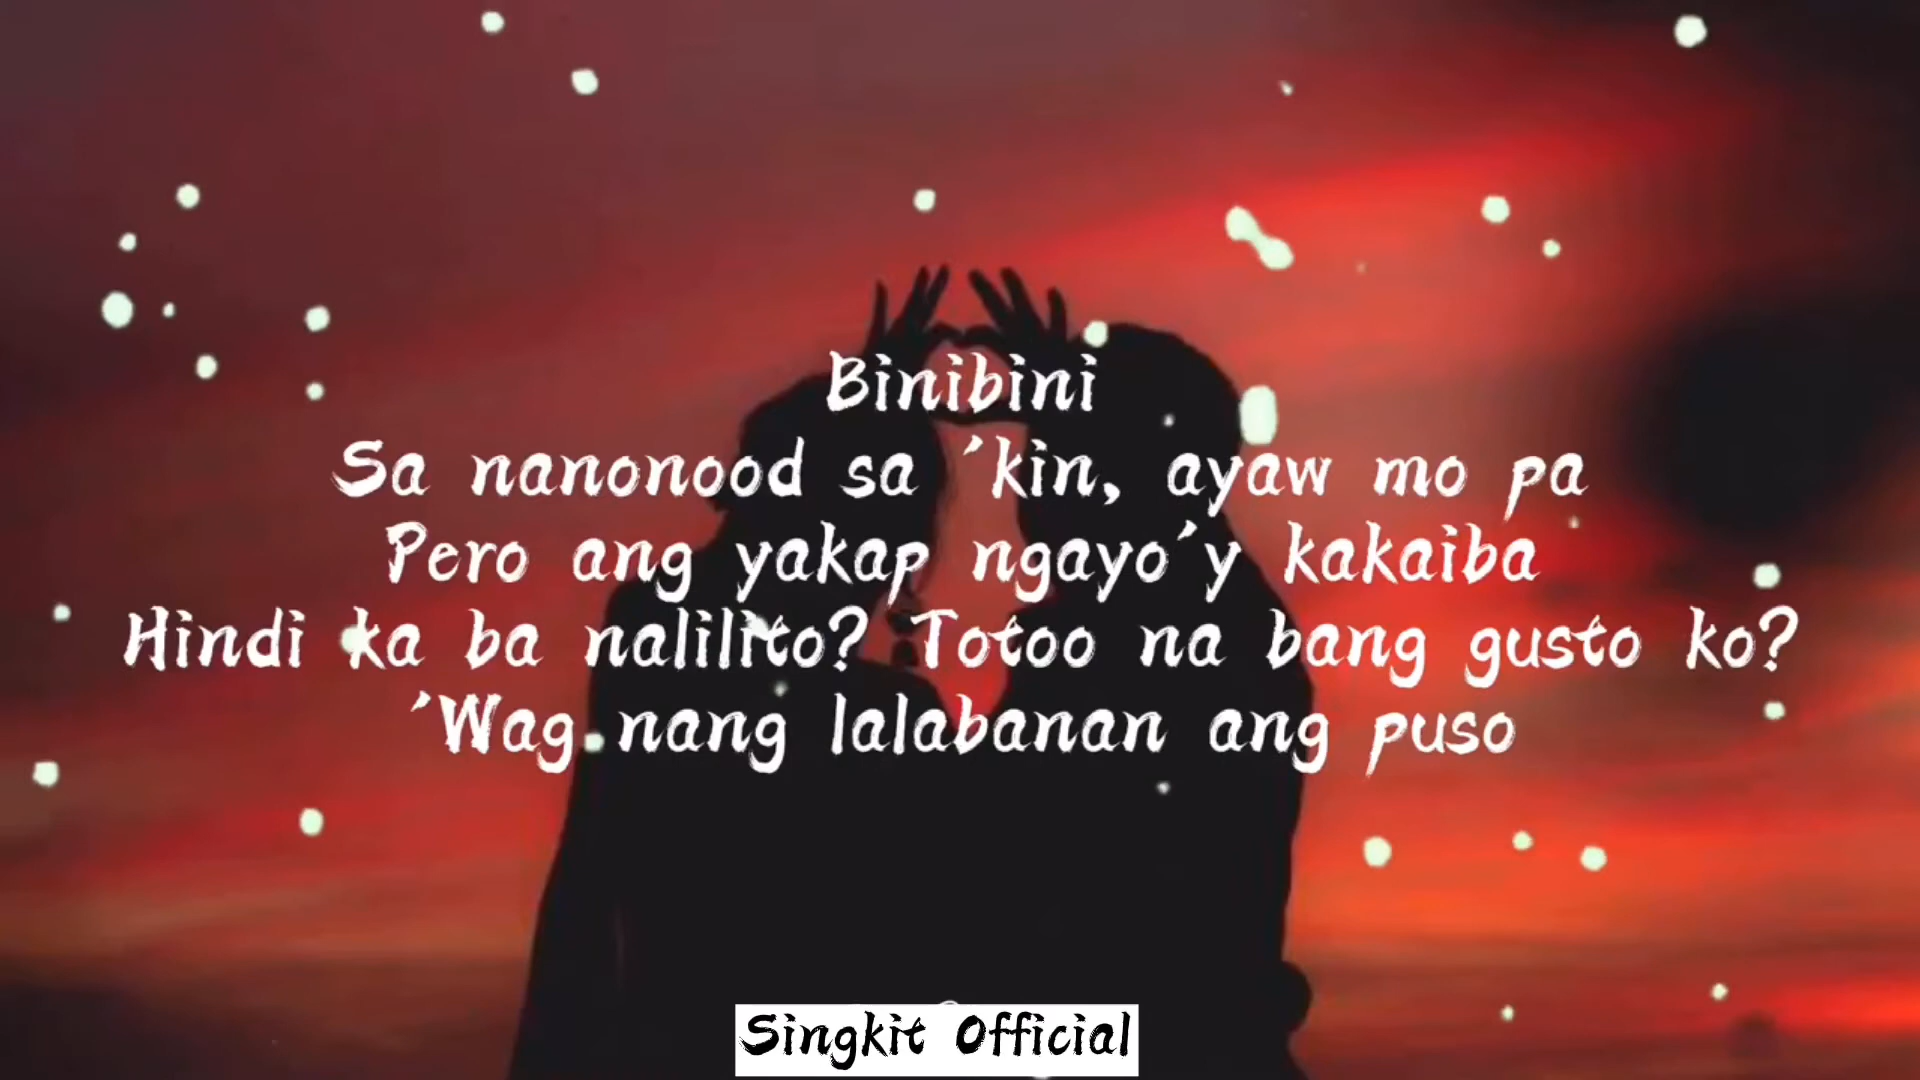 Binibini
Sa nanonood sa 'kin, ayaw mo pa
Pero ang yakap ngayo'y kakaiba
Hindi ka ba nalilito? Totoo na bang gusto ko?
'Wag nang lalabanan ang puso
Singkit Official